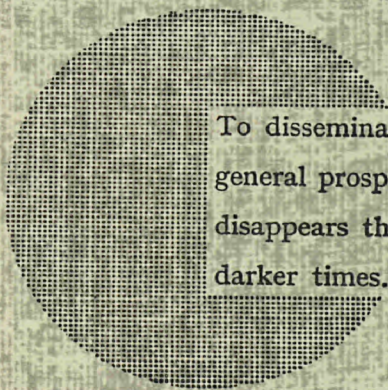 To dissemina
general prosp
disappears th
darker times.